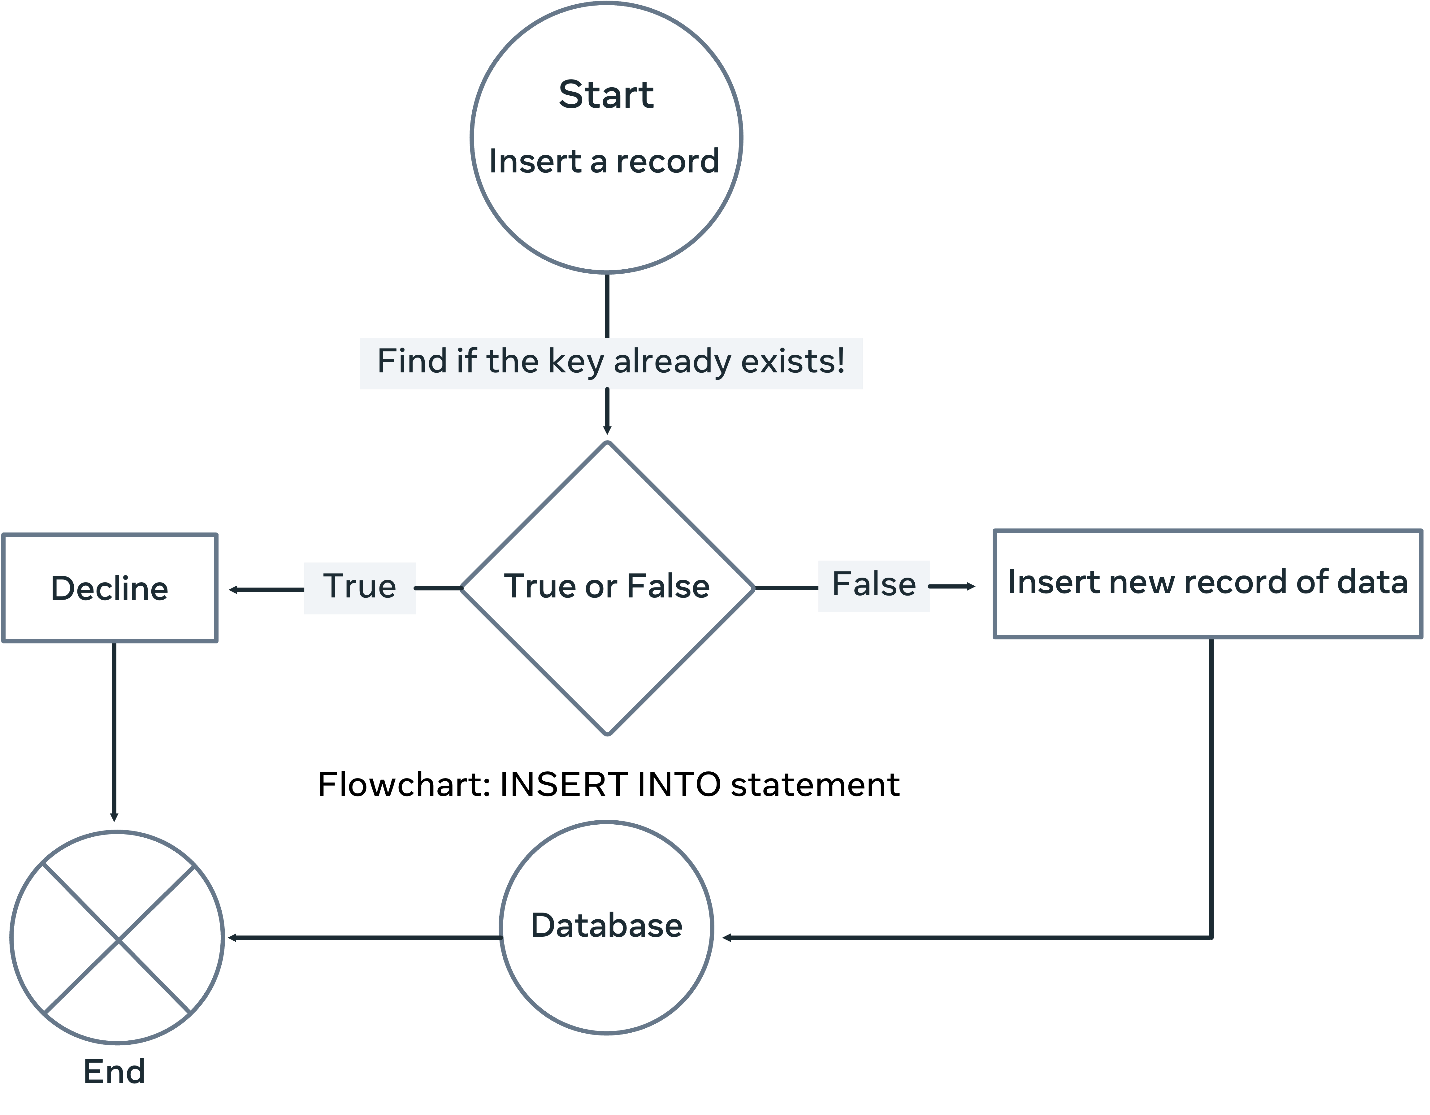 Start
Insert a record
Find if the key already exists!
Decline
True
True or False
False
Insert new record of data
Flowchart: INSERT INTO statement
Database
End